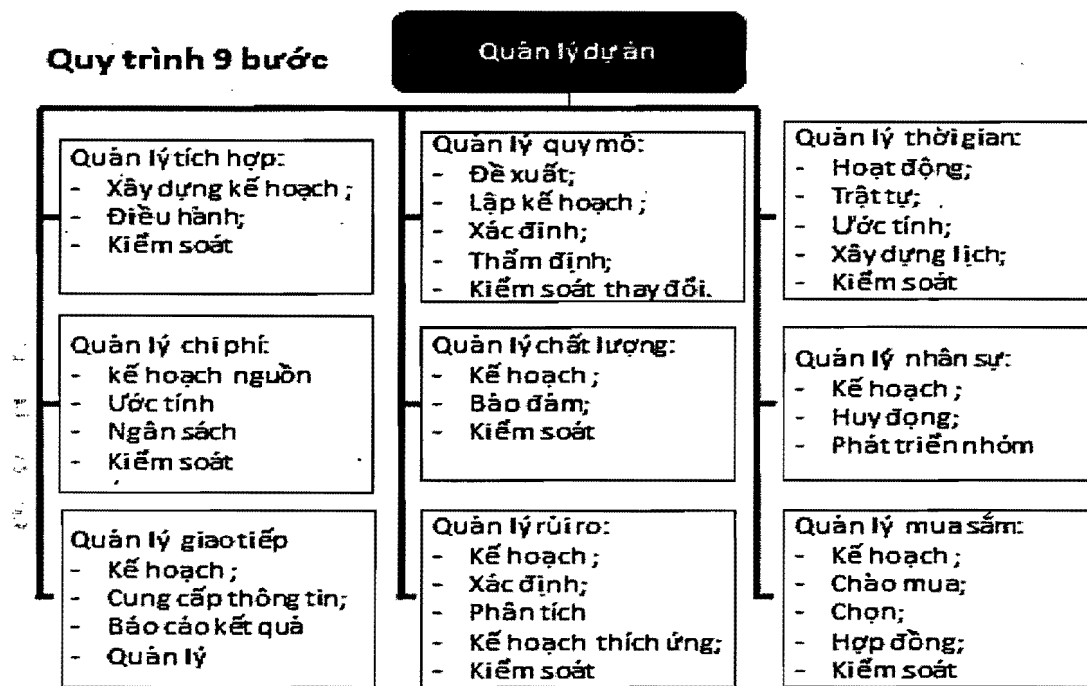 Quy trình 9 bước
Quản lý dự án
Quản lý tích hợp:
- Xây dựng kế hoạch ;
- Điều hành;
- Kiểm soát
Quản lý quy mô:
- Đề xuất;
- Lập kế hoạch ;
- Xác đinh;
- Thẩm định;
- Kiểm soát thay đổi.
Quản lý thời gian:
- Hoạt động;
- Trật tự;
- Ước tính;
- Xây dựng lịch;
- Kiểm soát
Quản lý chi phí:
- kế hoạch nguồn
- Ước tính
- Ngân sách
- Kiểm soát
Quản lý chất lượng:
- Kế hoạch ;
- Bảo đảm;
- Kiểm soát
Quản lý nhân sự:
- Kế hoạch ;
- Huy đọng;
- Phát triển nhóm
Quản lý giao tiếp
- Kế hoạch ;
- Cung cấp thông tin;
- Báo cáo kết quả
- Quản lý
Quản lý rủi ro:
- Kế hoạch ;
- Xác định;
- Phân tích
- Kế hoạch thích ứng;
- Kiểm soát
Quản lý mua sắm:
- Kế hoạch ;
- Chào mua;
- Chọn;
- Hợp đồng;
- Kiểm soát